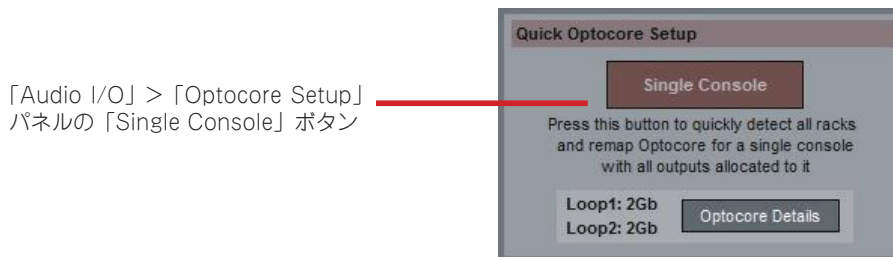 「Audio I/O」＞「Optocore Setup」
パネルの「Single Console」ボタン
Quick Optocore Setup
Single Console
Press this button to quickly detect all racks
and remap Optocore for a single console
with all outputs allocated to it
Loop1: 2Gb
Loop2: 2Gb
Optocore Details